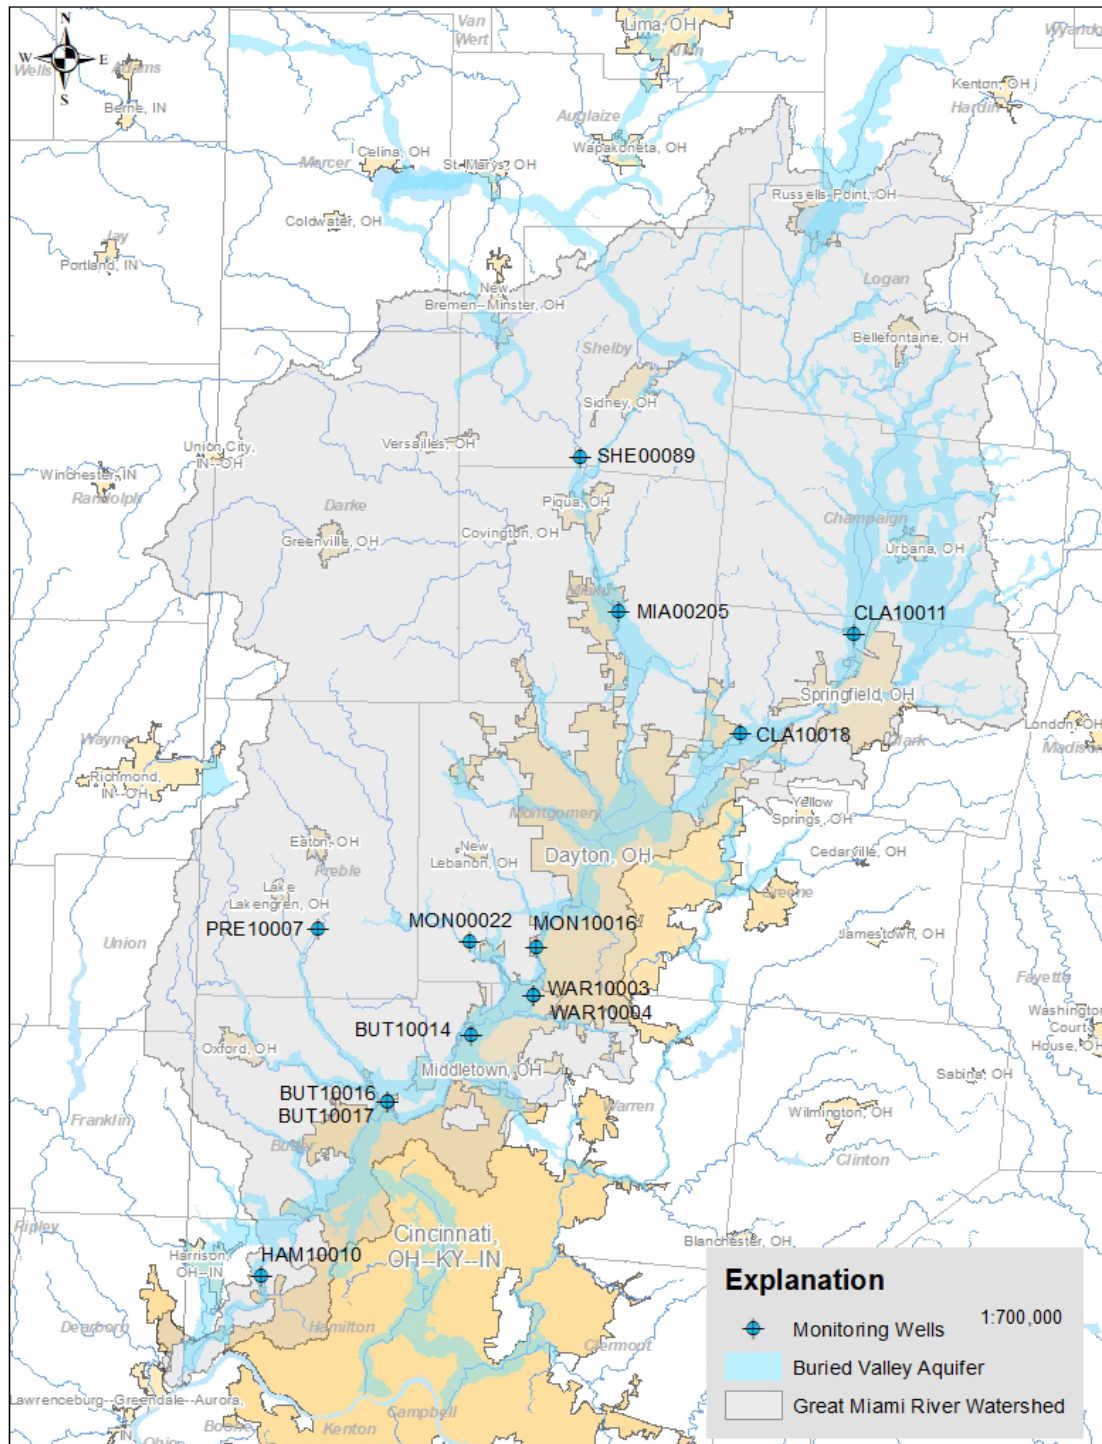 N
W
E
S
Wells
Adams
Berne, IN
Van
Wert
Lima, OH
Allen
Wyandot
Kenton, OH
Hardin
Auglaize
Wapakoneta, OH
Mercer
Celina, OH
St. Marys, OH
Coldwater, OH
Russells Point, OH
Jay
Portland, IN
New
Bremen--Minster, OH
Logan
Bellefontaine, OH
Shelby
Sidney, OH
Union City,
IN--OH
Versailles, OH
SHE00089
Winchester, IN
Randolph
Darke
Piqua, OH
Champaign
Greenville, OH
Covington, OH
Urbana, OH
Miami
MIA00205
CLA10011
Springfield, OH
London, OH
Madison
Clark
CLA10018
Wayne
Richmond,
IN--OH
Montgomery
Yellow
Springs, OH
Eaton, OH
Preble
New
Lebanon, OH
Dayton, OH
Cedarville, OH
Greene
Lake
Lakengren, OH
PRE10007
MON00022
MON10016
Jamestown, OH
Union
Fayette
WAR10003
WAR10004
Washington
Court
House, OH
BUT10014
Oxford, OH
Middletown, OH
Sabina, OH
BUT10016
BUT10017
Warren
Wilmington, OH
Franklin
Butler
Clinton
Ripley
Cincinnati,
OH--KY--IN
Blanchester, OH
Harrison,
OH--IN
HAM10010
Dearborn
Hamilton
Clermont
Lawrenceburg--Greendale--Aurora,
IN
Boone
Campbell
Kenton
Ohio
Explanation
1:700,000
Monitoring Wells
Buried Valley Aquifer
Great Miami River Watershed